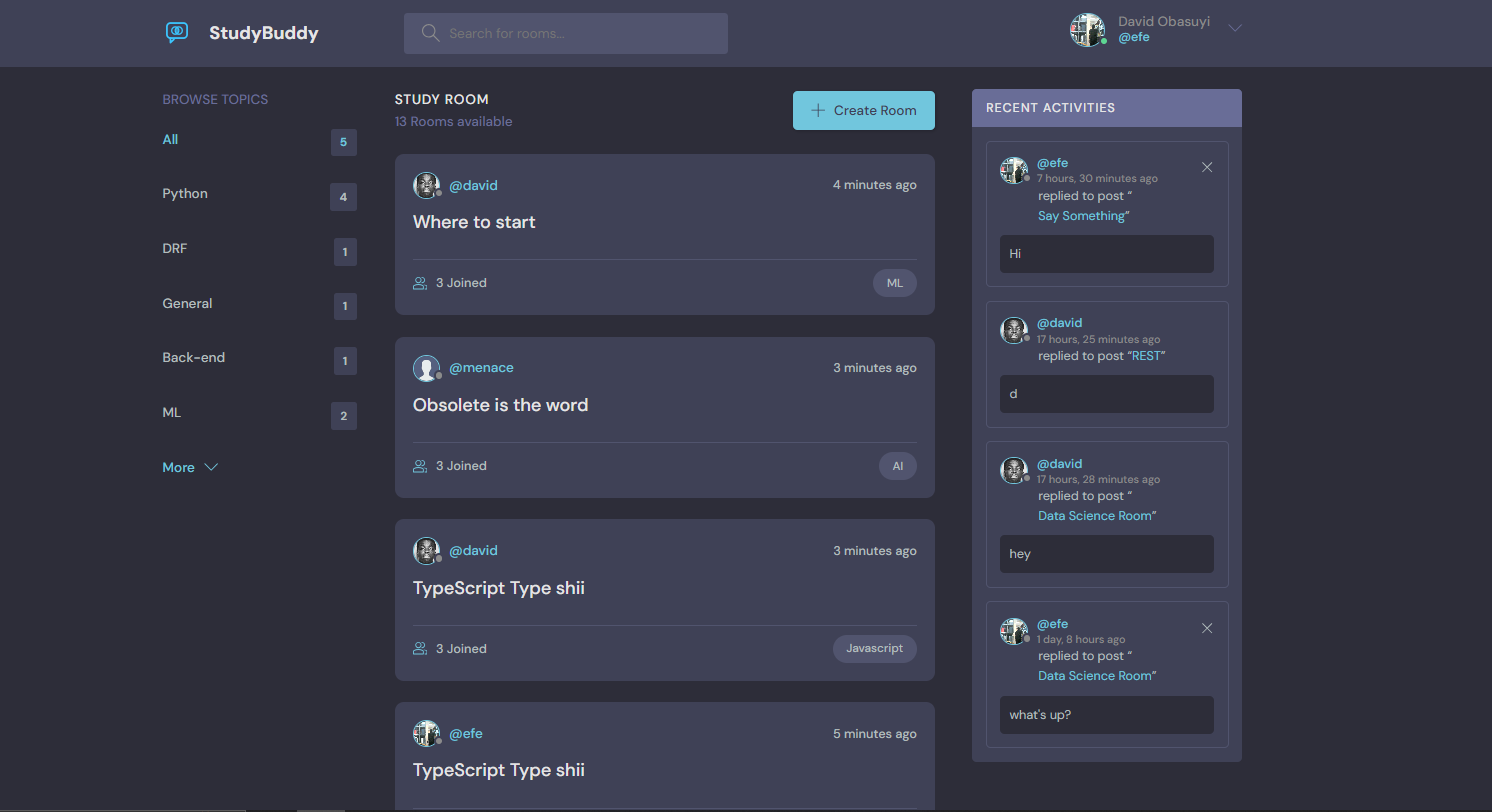 StudyBuddy
Search for rooms...
David Obasuyi
@efe
BROWSE TOPICS
All 5
Python 4
DRF 1
General 1
Back-end 1
ML 2
More
STUDY ROOM
13 Rooms available
Create Room
@david 4 minutes ago
Where to start
3 Joined ML
@menace 3 minutes ago
Obsolete is the word
3 Joined AI
@david 3 minutes ago
TypeScript Type shii
3 Joined Javascript
@efe 5 minutes ago
TypeScript Type shii
RECENT ACTIVITIES
@efe
7 hours, 30 minutes ago
replied to post “
Say Something”
Hi
@david
17 hours, 25 minutes ago
replied to post “REST”
d
@david
17 hours, 28 minutes ago
replied to post “
Data Science Room”
hey
@efe
1 day, 8 hours ago
replied to post “
Data Science Room”
what's up?